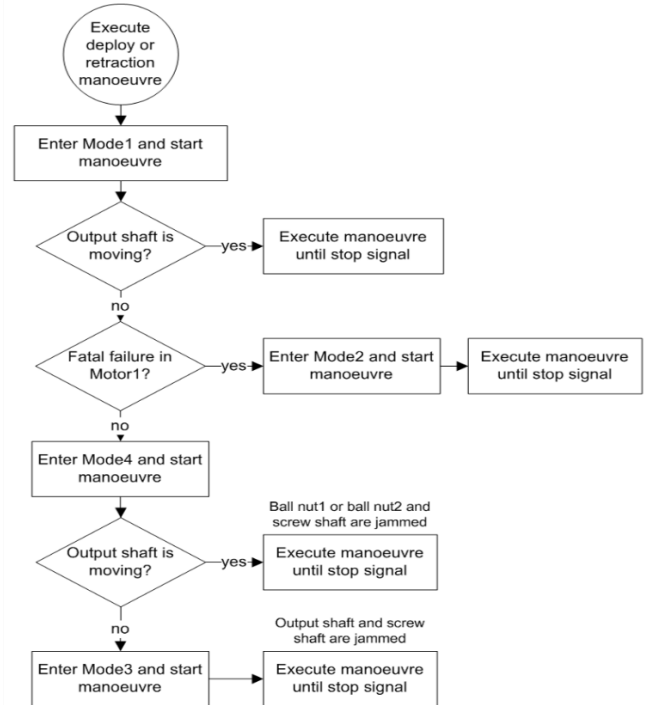 Execute
deploy or
retraction
manoeuvre
Enter Mode1 and start
manoeuvre
Output shaft is
moving?
yes
Execute manoeuvre
until stop signal
no
Fatal failure in
Motor1?
yes
Enter Mode2 and start
manoeuvre
Execute manoeuvre
until stop signal
no
Enter Mode4 and start
manoeuvre
Ball nut1 or ball nut2 and
screw shaft are jammed
Output shaft is
moving?
yes
Execute manoeuvre
until stop signal
no
Output shaft and screw
shaft are jammed
Enter Mode3 and start
manoeuvre
Execute manoeuvre
until stop signal